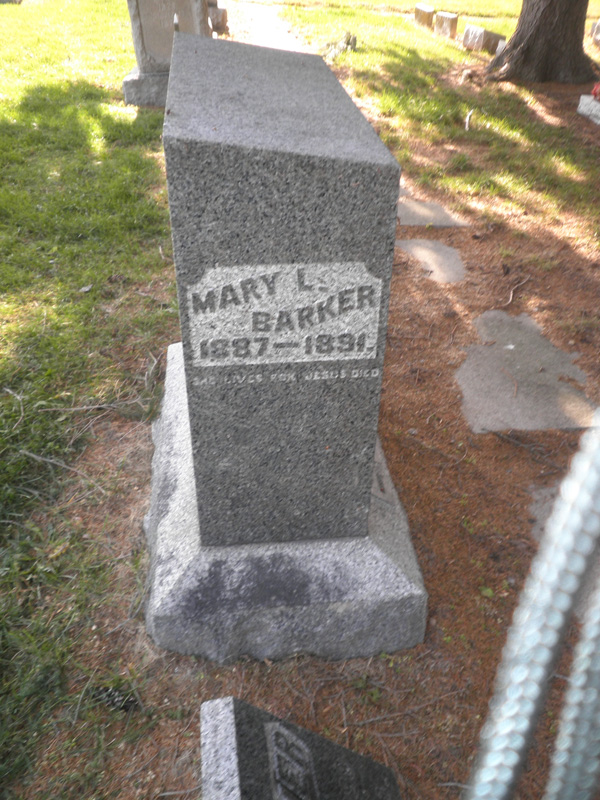 MARY L.
BARKER
1887-1891.
SHE LIVES FOR JESUS DIED